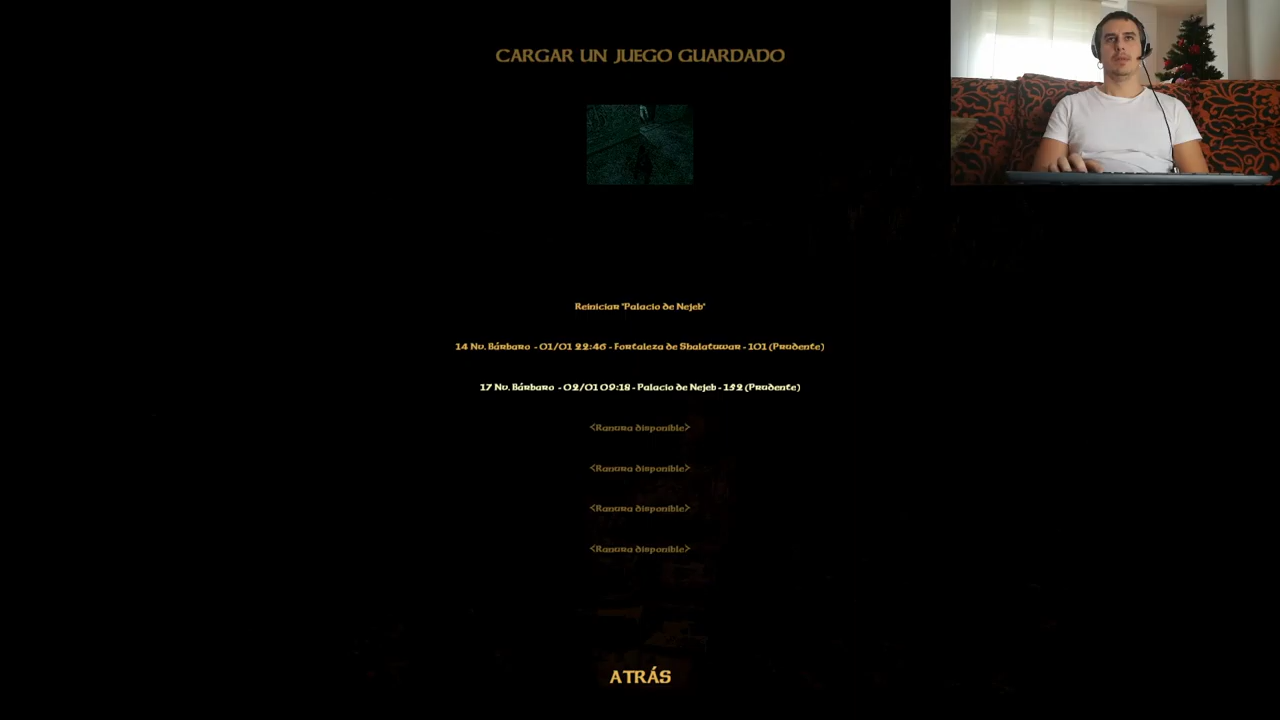 CARGAR UN JUEGO GUARDADO
Reiniciar "Palacio de Nejeb"
14 Nv. Bárbaro - 01/01 22:46 - Fortaleza de Shalatuwar - 101 (Prudente)
17 Nv. Bárbaro - 02/01 09:18 - Palacio de Nejeb - 152 (Prudente)
<Ranura disponible>
<Ranura disponible>
<Ranura disponible>
<Ranura disponible>
ATRÁS